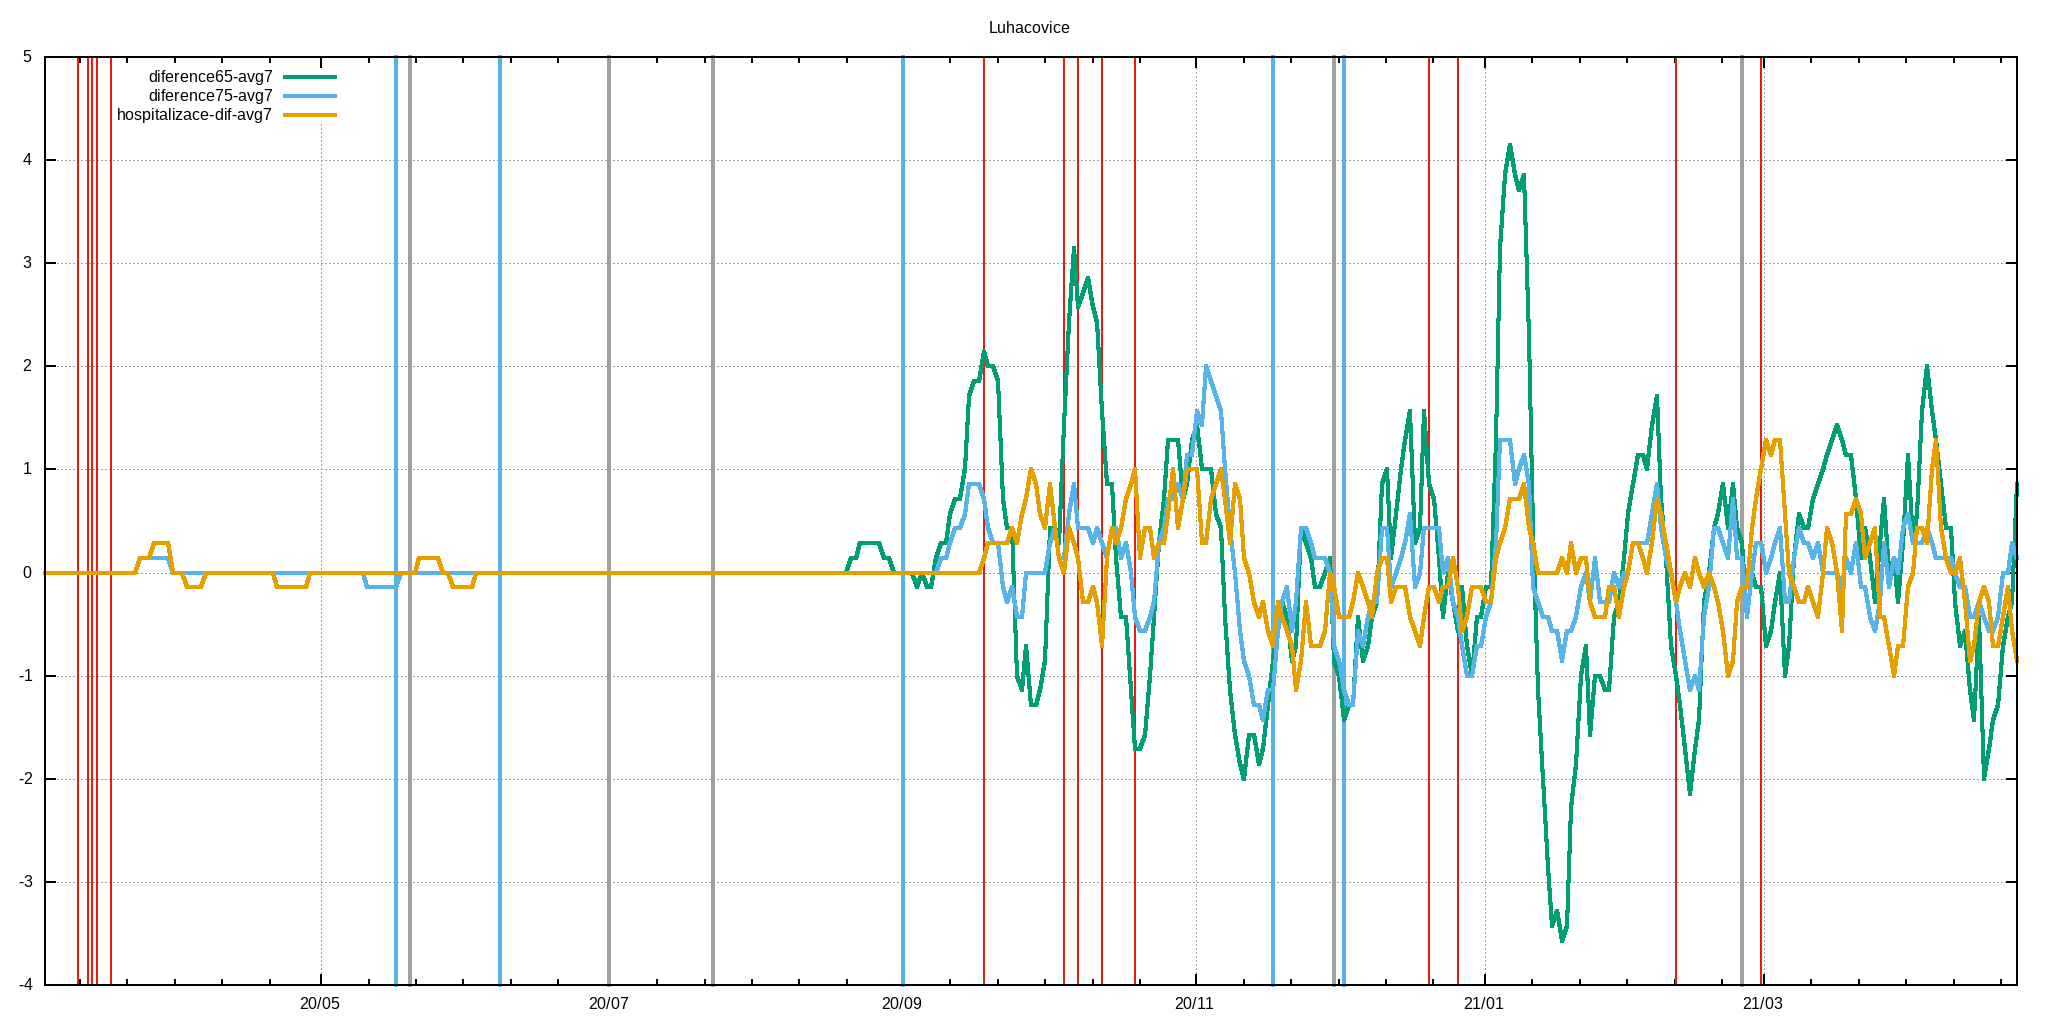 Luhacovice
5
diference65-avg7
diference75-avg7
hospitalizace-dif-avg7
4
3
2
1
0
-1
-2
-3
-4
20/05 20/07 20/09 20/11 21/01 21/03